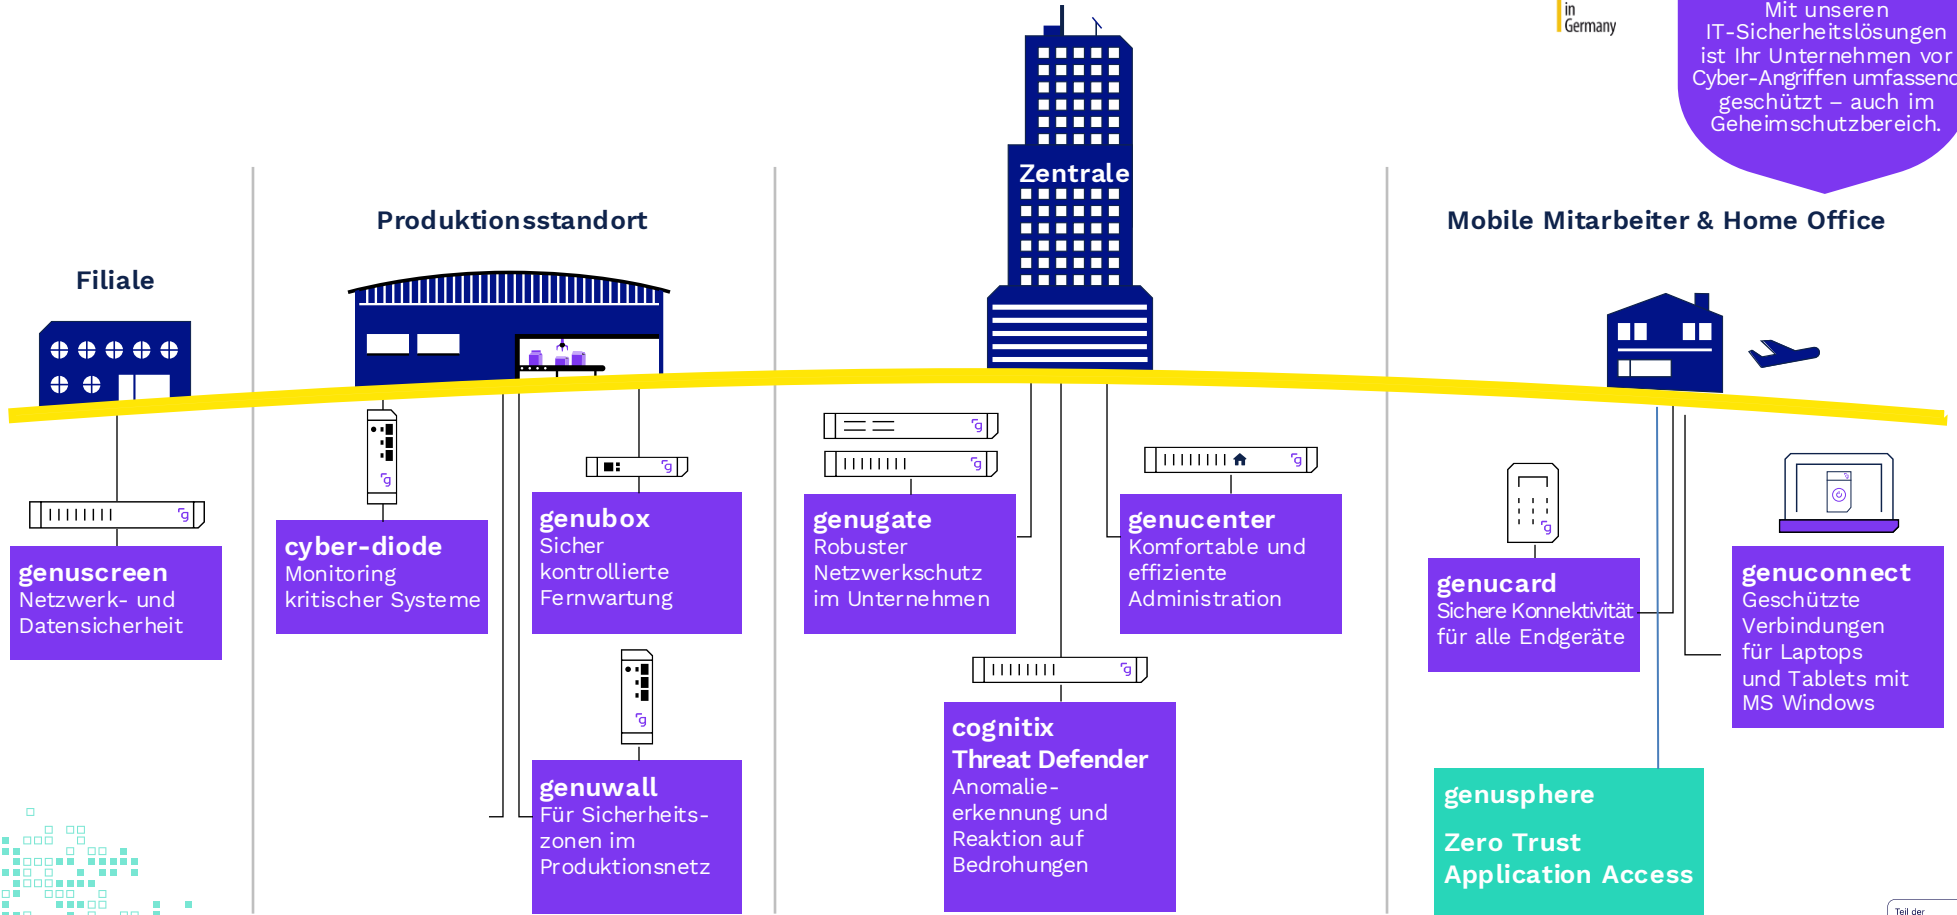 in
Germany
Mit unseren
IT-Sicherheitslösungen
ist Ihr Unternehmen vor
Cyber-Angriffen umfassend
geschützt – auch im
Geheimschutzbereich.
Filiale
genuscreen
Netzwerk- und
Datensicherheit
Produktionsstandort
cyber-diode
Monitoring
kritischer Systeme
genubox
Sicher
kontrollierte
Fernwartung
genuwall
Für Sicherheits-
zonen im
Produktionsnetz
Zentrale
genugate
Robuster
Netzwerkschutz
im Unternehmen
genucenter
Komfortable und
effiziente
Administration
cognitix
Threat Defender
Anomalie-
erkennung und
Reaktion auf
Bedrohungen
Mobile Mitarbeiter & Home Office
genucard
Sichere Konnektivität
für alle Endgeräte
genuconnect
Geschützte
Verbindungen
für Laptops
und Tablets mit
MS Windows
genusphere
Zero Trust
Application Access
Teil der